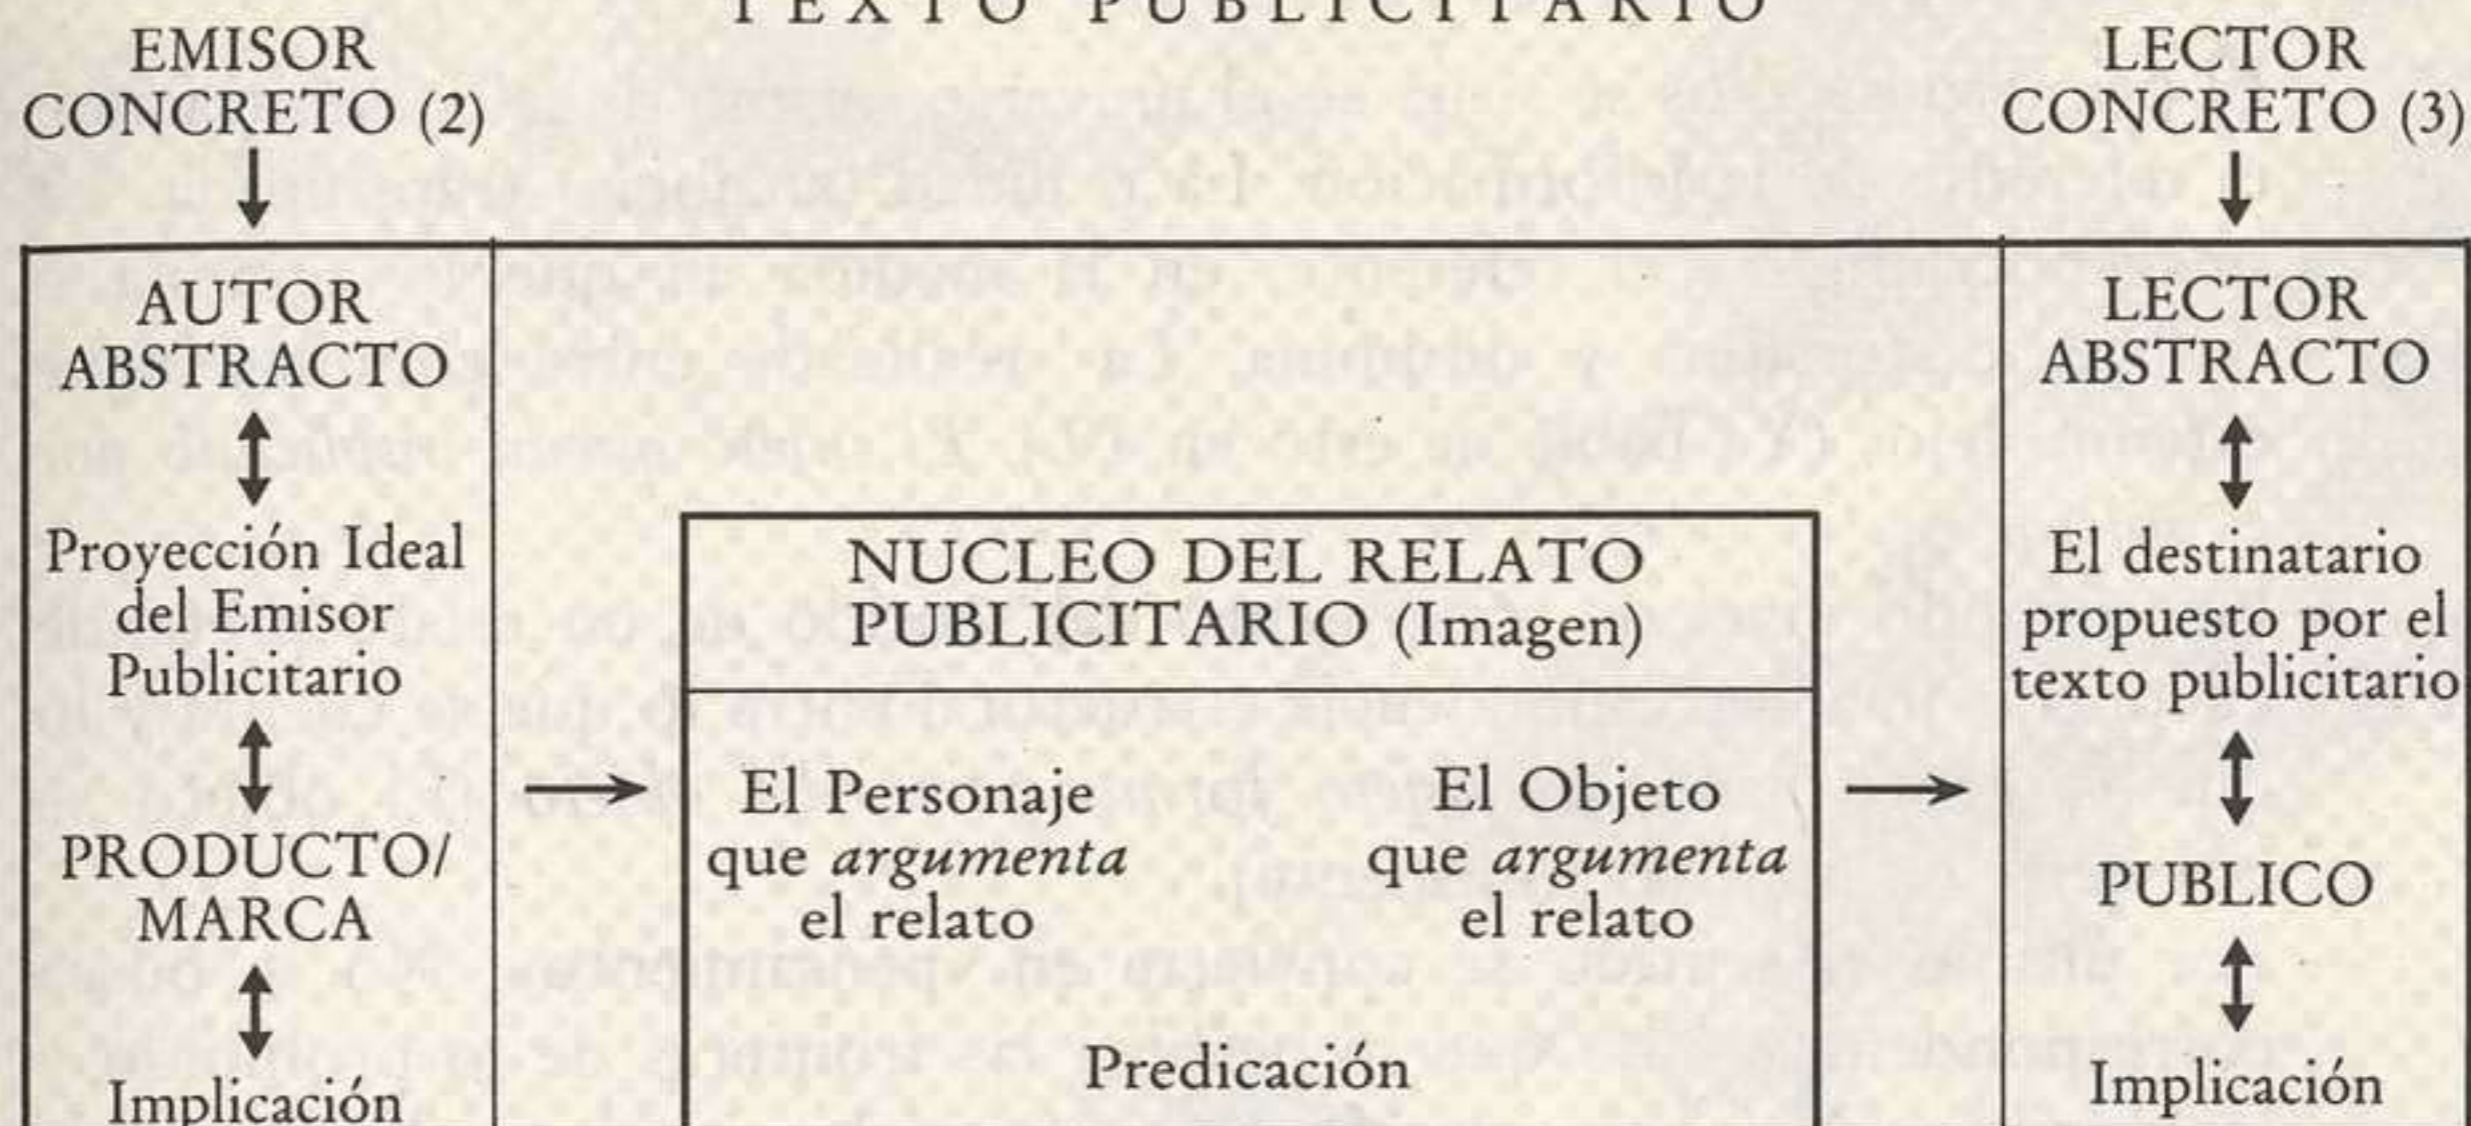 TEXTO PUBLICITARIO
EMISOR
CONCRETO (2)
LECTOR
CONCRETO (3)
AUTOR
ABSTRACTO
Proyección Ideal
del Emisor
Publicitario
PRODUCTO/
MARCA
Implicación
NUCLEO DEL RELATO
PUBLICITARIO (Imagen)
El Personaje
que argumenta
el relato
El Objeto
que argumenta
el relato
Predicación
LECTOR
ABSTRACTO
El destinatario
propuesto por el
texto publicitario
PUBLICO
Implicación